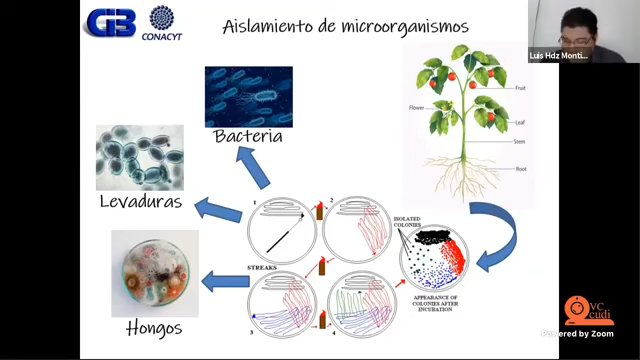 CIB
CONACYT
Aislamiento de microorganismos
Luis Hdz Monti...
Bacteria
Levaduras
Hongos
Fruit
Flower
Leaf
Stem
Root
1
2
STREAKS
3
4
ISOLATED
COLONIES
APPEARANCE OF
COLONIES AFTER
INCUBATION
VC
cudi
Powered by Zoom